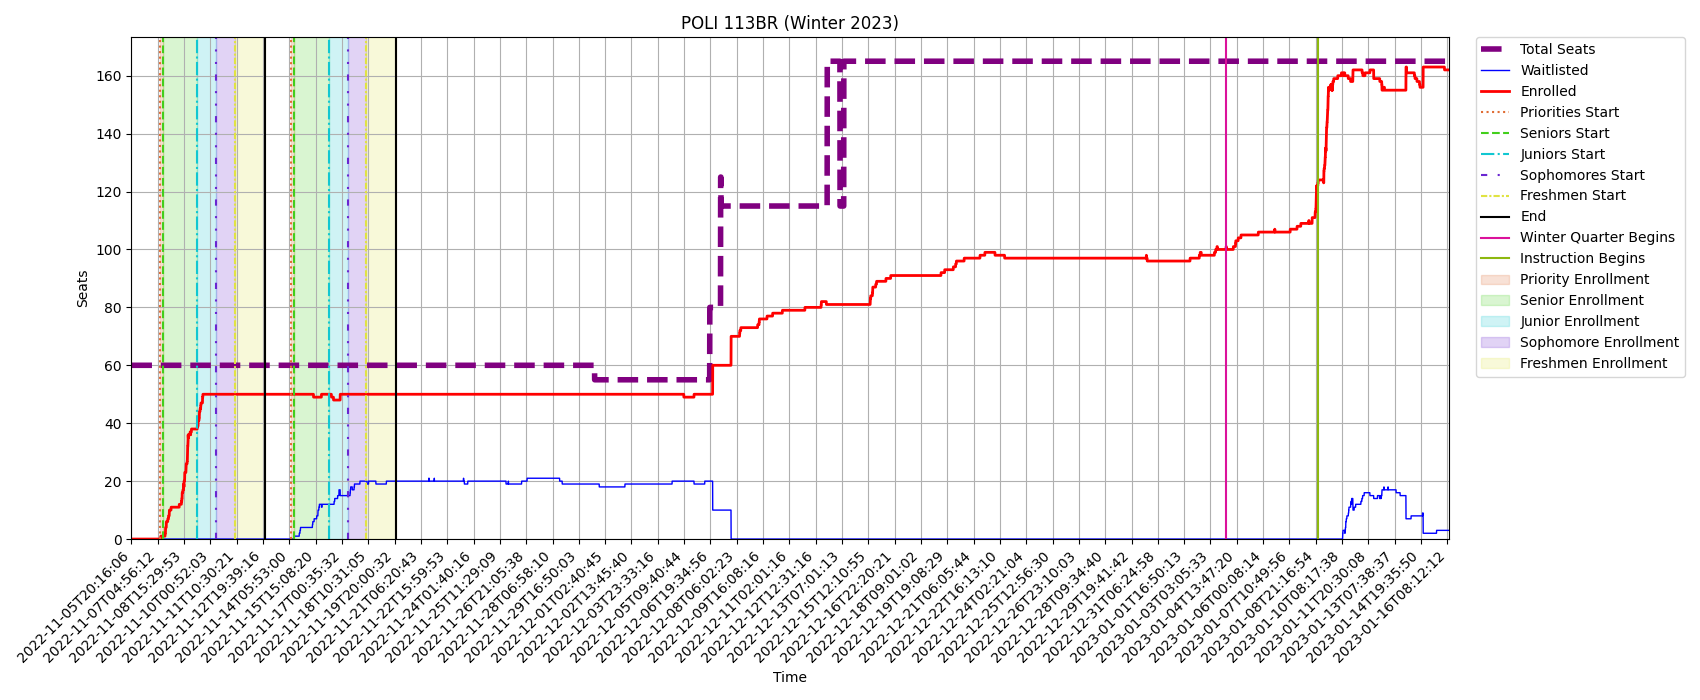 POLI 113BR (Winter 2023)
Seats
160
140
120
100
80
60
40
20
0
2022-11-05T20:16:06
2022-11-07T04:56:12
2022-11-08T15:29:53
2022-11-10T00:52:03
2022-11-11T10:30:21
2022-11-12T19:39:16
2022-11-14T05:53:00
2022-11-15T15:08:20
2022-11-17T00:35:32
2022-11-18T10:31:05
2022-11-19T20:00:32
2022-11-21T06:20:43
2022-11-22T15:59:53
2022-11-24T01:40:16
2022-11-25T11:29:09
2022-11-26T21:05:38
2022-11-28T06:58:10
2022-11-29T16:50:03
2022-12-01T02:40:45
2022-12-02T13:45:40
2022-12-03T23:33:16
2022-12-05T09:40:44
2022-12-06T19:34:56
2022-12-08T06:02:23
2022-12-09T16:08:16
2022-12-11T02:01:16
2022-12-12T12:31:16
2022-12-13T07:01:13
2022-12-15T12:10:55
2022-12-16T22:20:21
2022-12-18T09:01:02
2022-12-19T19:08:29
2022-12-21T06:05:44
2022-12-22T16:13:10
2022-12-24T02:21:04
2022-12-25T12:56:30
2022-12-26T23:10:03
2022-12-28T09:34:40
2022-12-29T19:41:42
2022-12-31T06:24:58
2023-01-01T16:50:13
2023-01-03T03:05:33
2023-01-04T13:47:20
2023-01-06T00:08:14
2023-01-07T10:49:56
2023-01-08T21:16:54
2023-01-10T08:17:38
2023-01-11T20:30:08
2023-01-13T07:38:37
2023-01-14T19:35:50
2023-01-16T08:12:12
Time
Total Seats
Waitlisted
Enrolled
Priorities Start
Seniors Start
Juniors Start
Sophomores Start
Freshmen Start
End
Winter Quarter Begins
Instruction Begins
Priority Enrollment
Senior Enrollment
Junior Enrollment
Sophomore Enrollment
Freshmen Enrollment